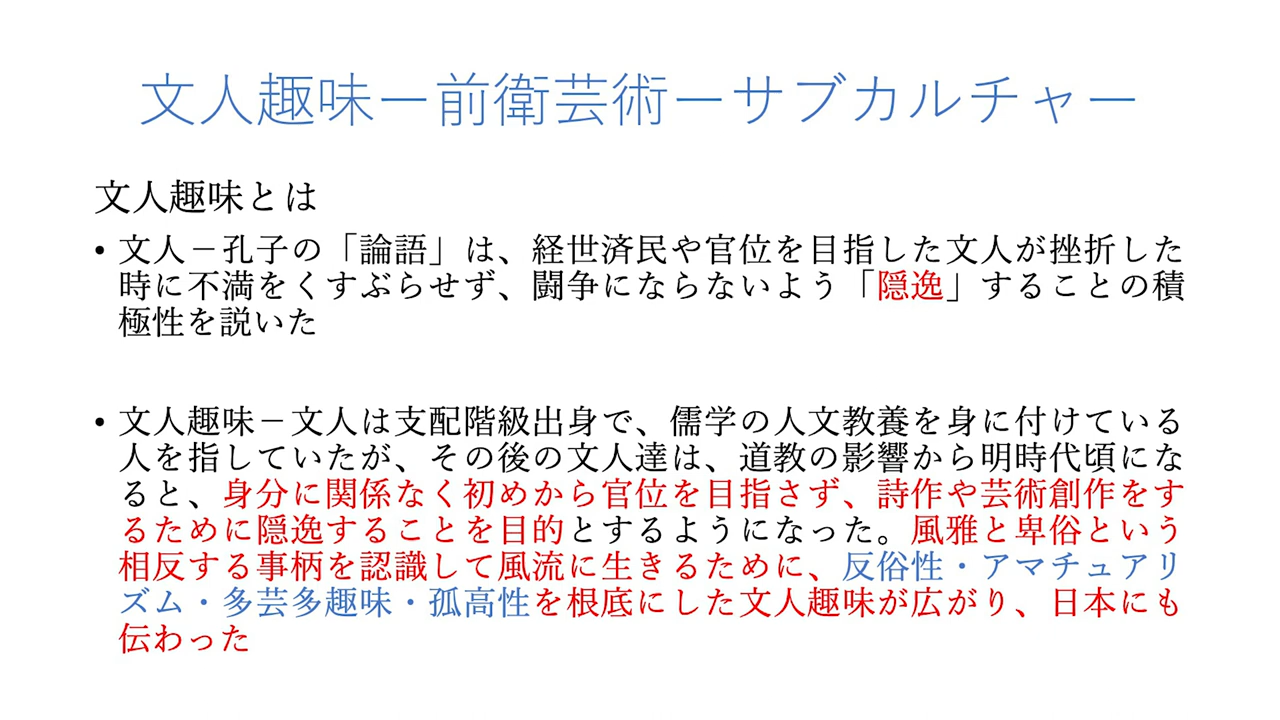 文人趣味ー前衛芸術ーサブカルチャー
文人趣味とは
• 文人－孔子の「論語」は、経世済民や官位を目指した文人が挫折した
時に不満をくすぶらせず、闘争にならないよう「隠逸」することの積
極性を説いた
• 文人趣味－文人は支配階級出身で、儒学の人文教養を身に付けている
人を指していたが、その後の文人達は、道教の影響から明時代頃にな
ると、身分に関係なく初めから官位を目指さず、詩作や芸術創作をす
るために隠逸することを目的とするようになった。風雅と卑俗という
相反する事柄を認識して風流に生きるために、反俗性・アマチュアリ
ズム・多芸多趣味・孤高性を根底にした文人趣味が広がり、日本にも
伝わった